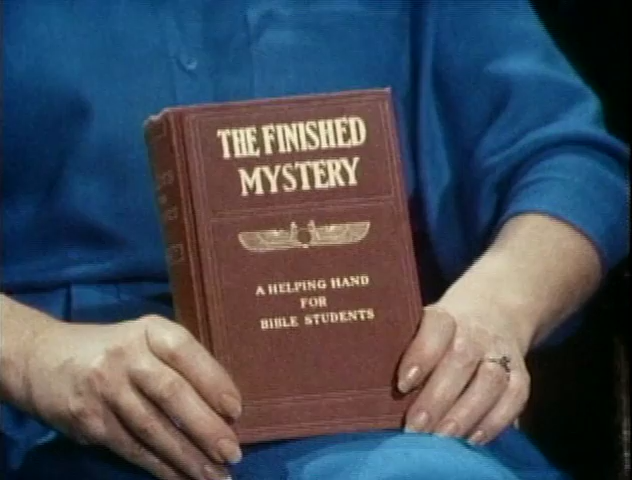 THE FINISHED
MYSTERY
A HELPING HAND
FOR
BIBLE STUDENTS